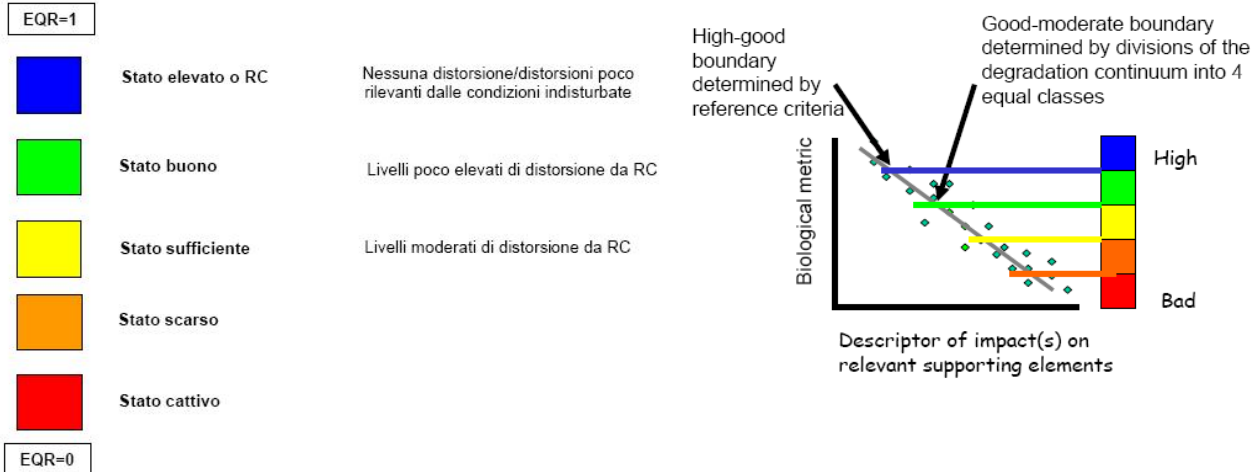 EQR=1
Stato elevato o RC
Nessuna distorsione/distorsioni poco
rilevanti dalle condizioni indisturbate
Stato buono
Livelli poco elevati di distorsione da RC
Stato sufficiente
Livelli moderati di distorsione da RC
Stato scarso
Stato cattivo
EQR=0
High-good
boundary
determined by
reference criteria
Good-moderate boundary
determined by divisions of the
degradation continuum into 4
equal classes
Biological metric
High
Bad
Descriptor of impact(s) on
relevant supporting elements